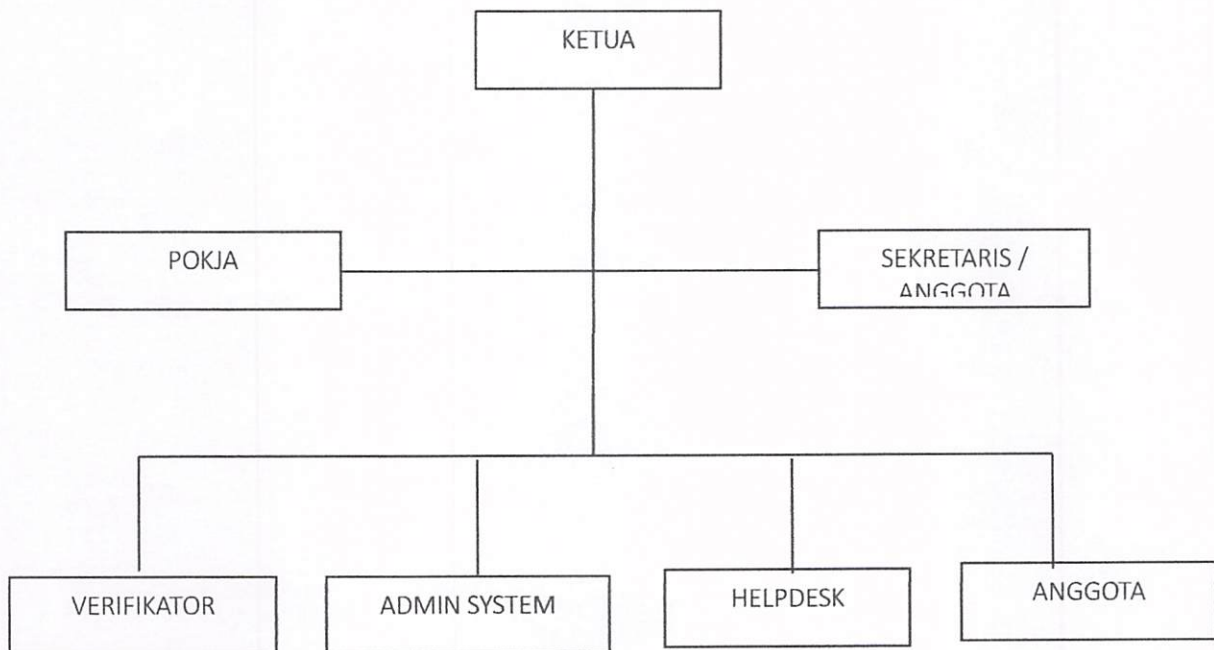 KETUA
POKJA
SEKRETARIS /
ANGGOTA
VERIFIKATOR
ADMIN SYSTEM
HELPDESK
ANGGOTA